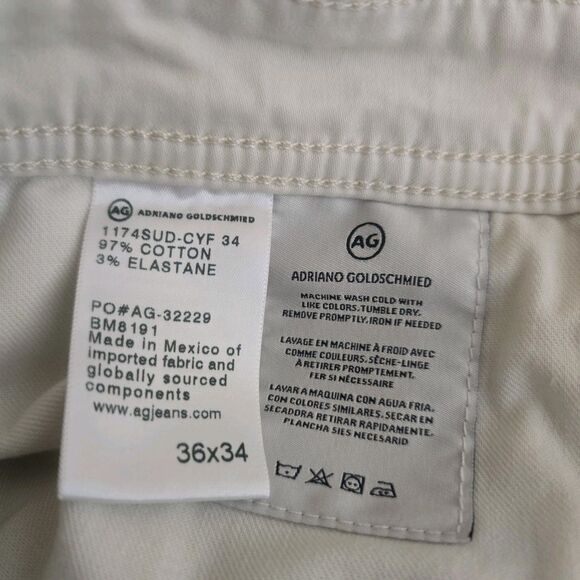 AG ADRIANO GOLDSCHMIED
1174SUD-CYF 34
97% COTTON
3% ELASTANE
PO#AG-32229
BM8191
Made in Mexico of
imported fabric and
globally sourced
components
www.agjeans.com
36x34
AG
ADRIANO GOLDSCHMIED
MACHINE WASH COLD WITH
LIKE COLORS. TUMBLE DRY.
REMOVE PROMPTLY. IRON IF NEEDED
LAVAGE EN MACHINE À FROID AVEC
COMME COULEURS. SÈCHE-LINGE
À RETIRER PROMPTEMENT.
FER SI NÉCESSAIRE
LAVAR A MAQUINA CON AGUA FRIA.
CON COLORES SIMILARES. SECAR EN
SECADORA RETIRAR RAPIDAMENTE.
PLANCHA SIES NECESARIO